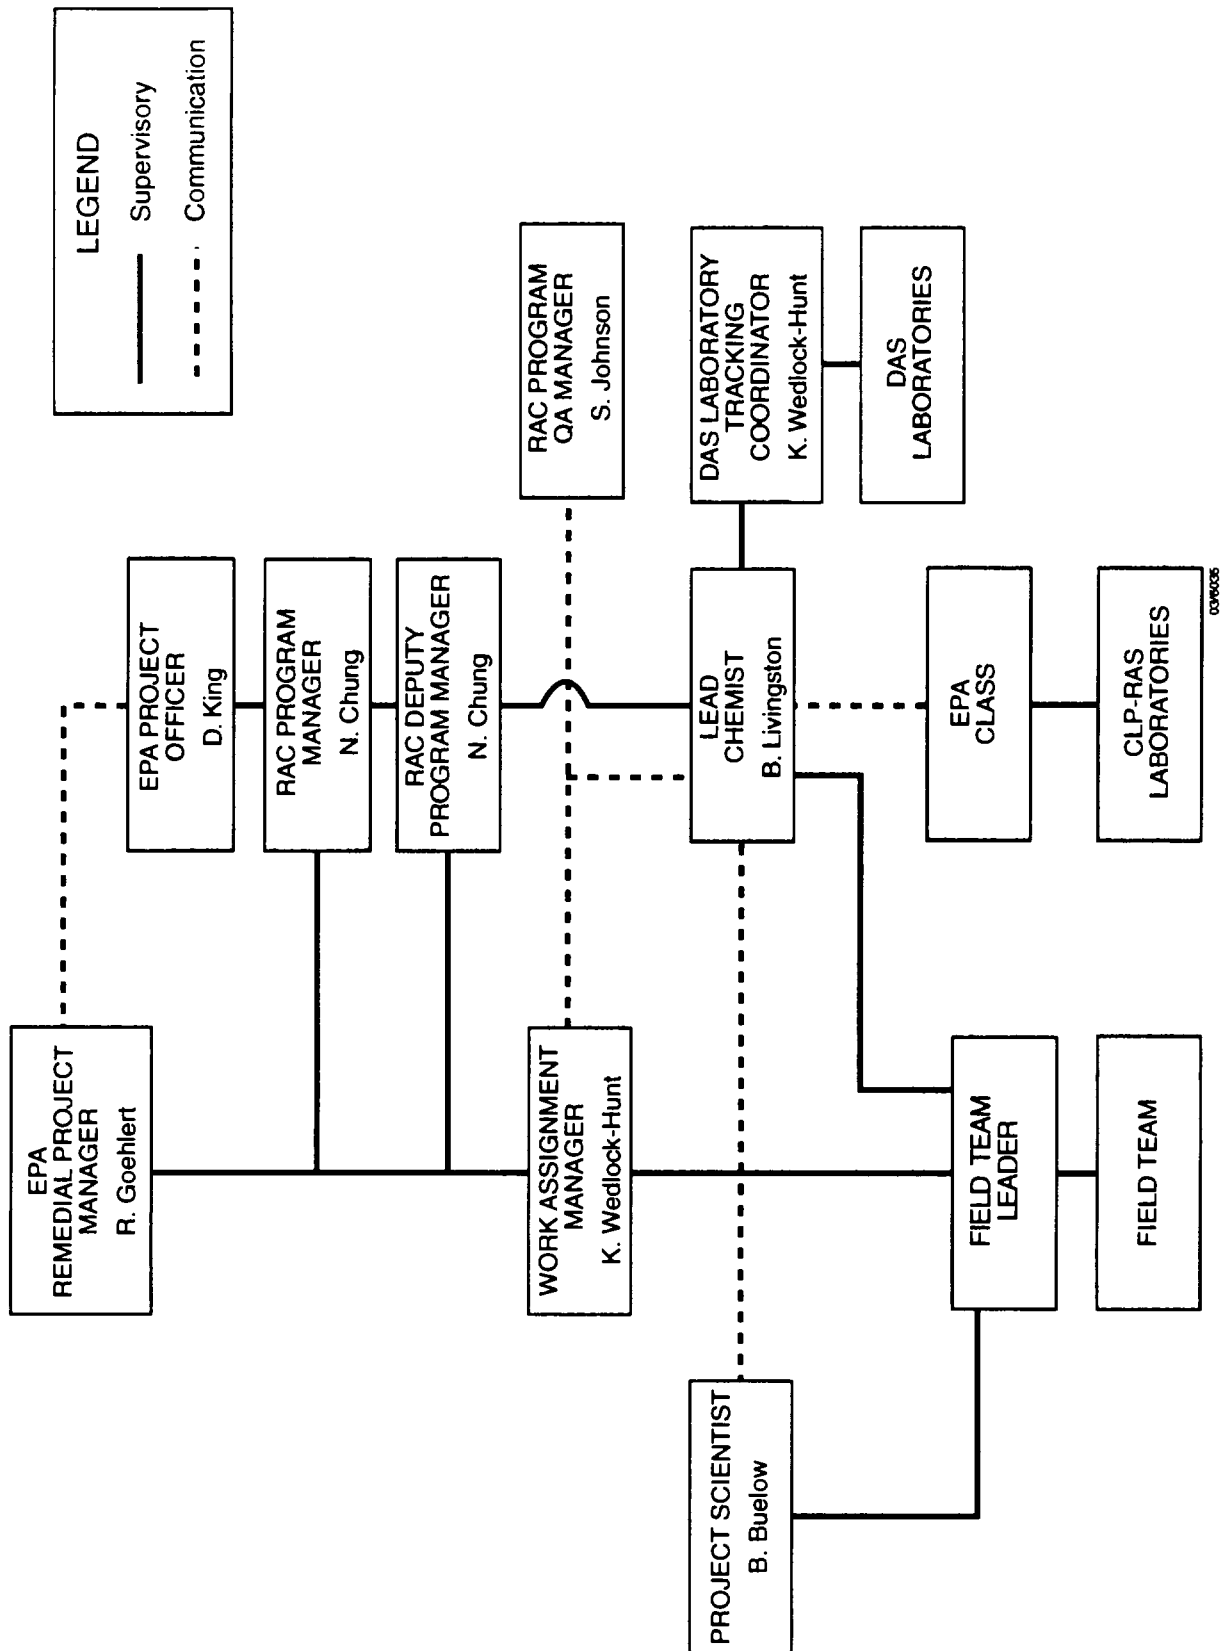 LEGEND
Supervisory
Communication
EPA
REMEDIAL PROJECT
MANAGER
R. Goehlert
EPA PROJECT
OFFICER
D. King
RAC PROGRAM
MANAGER
N. Chung
RAC DEPUTY
PROGRAM MANAGER
N. Chung
WORK ASSIGNMENT
MANAGER
K. Wedlock-Hunt
RAC PROGRAM
QA MANAGER
S. Johnson
PROJECT SCIENTIST
B. Buelow
LEAD
CHEMIST
B. Livingston
DAS LABORATORY
TRACKING
COORDINATOR
K. Wedlock-Hunt
DAS
LABORATORIES
FIELD TEAM
LEADER
EPA
CLASS
FIELD TEAM
CLP-RAS
LABORATORIES